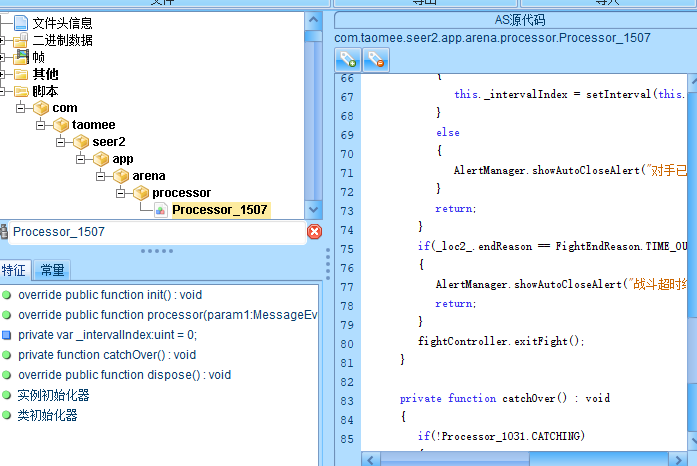 文件
导出
导入
文件头信息
二进制数据
帧
其他
脚本
com
taomee
seer2
app
arena
processor
Processor_1507
Processor_1507
特征
常量
override public function init() : void
override public function processor(param1:MessageEv
private var _intervalIndex:uint = 0;
private function catchOver() : void
override public function dispose() : void
实例初始化器
类初始化器
AS源代码
com.taomee.seer2.app.arena.processor.Processor_1507
66 {
67 this._intervalIndex = setInterval(this.
68 }
69 else
70 {
71 AlertManager.showAutoCloseAlert("对手已
72 }
73 return;
74 }
75 if(_loc2_.endReason == FightEndReason.TIME_OU
76 {
77 AlertManager.showAutoCloseAlert("战斗超时
78 return;
79 }
80 fightController.exitFight();
81 }
82
83 private function catchOver() : void
84 {
85 if(!Processor_1031.CATCHING)